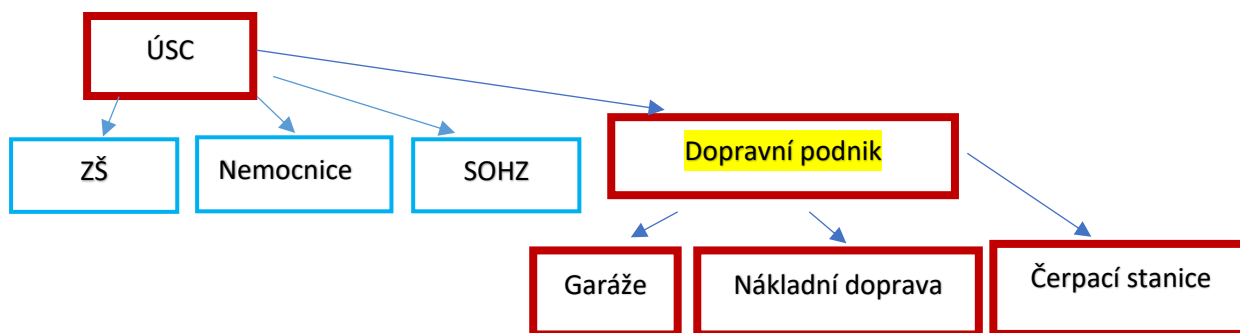 ÚSC
ZŠ
Nemocnice
SOHZ
Dopravní podnik
Garáže
Nákladní doprava
Čerpací stanice